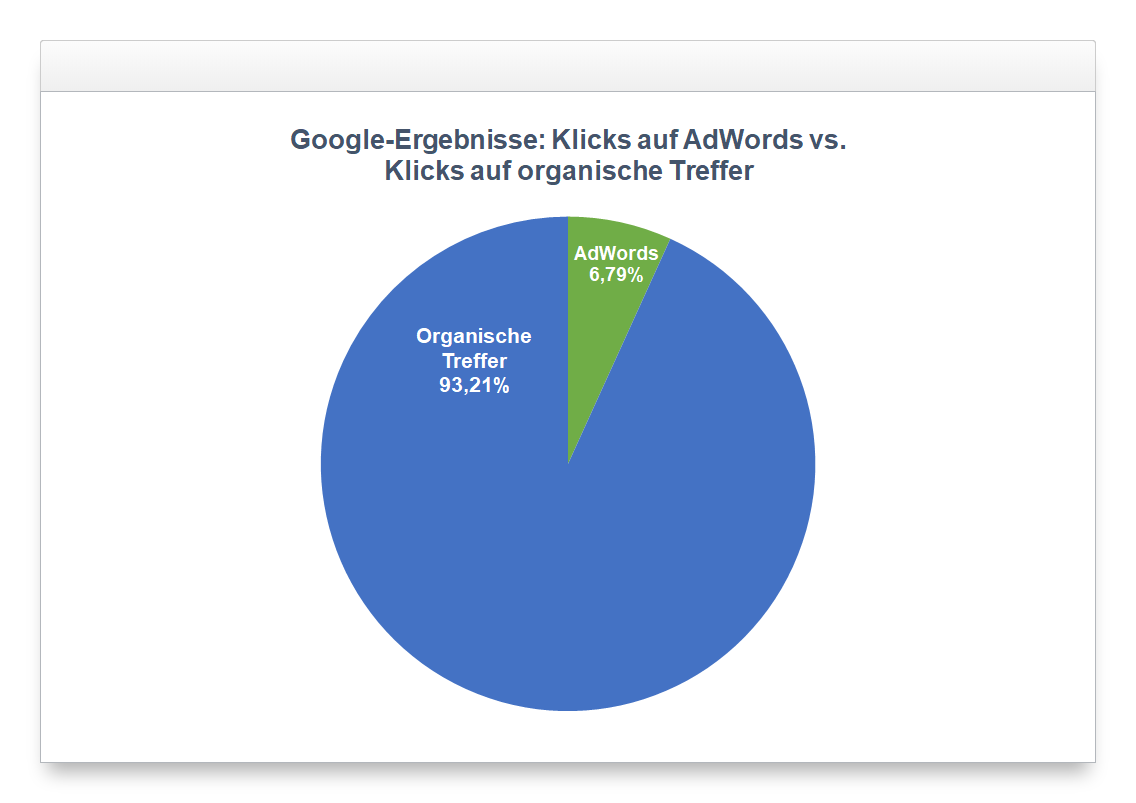 Google-Ergebnisse: Klicks auf AdWords vs.
Klicks auf organische Treffer
AdWords
6,79%
Organische
Treffer
93,21%